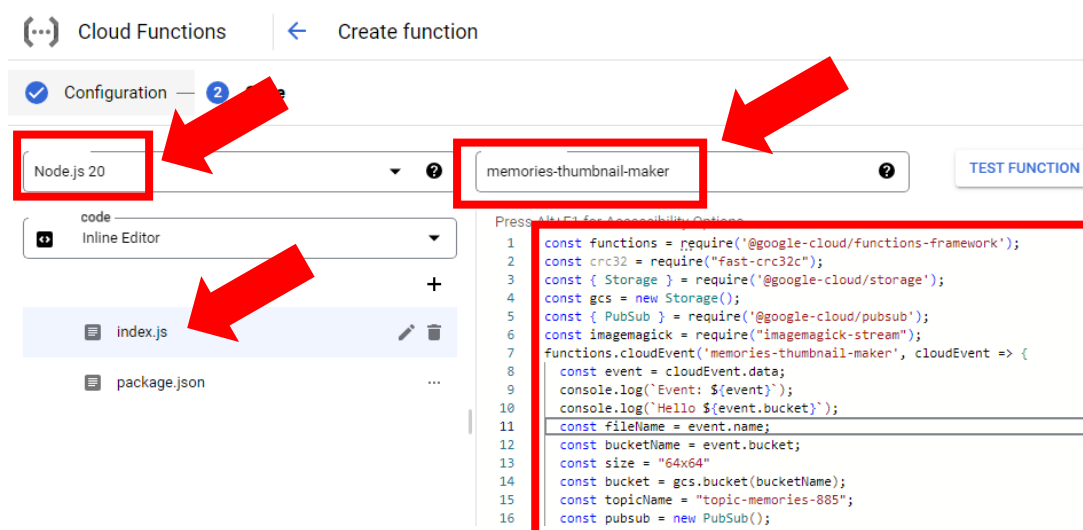 Cloud Functions
Create function
Configuration
2
Node.js 20
memories-thumbnail-maker
TEST FUNCTION
code
Inline Editor
index.js
package.json
Press Alt+F1 for Accessibility Options
1 const functions = require('@google-cloud/functions-framework');
2 const crc32 = require("fast-crc32c");
3 const { Storage } = require('@google-cloud/storage');
4 const gcs = new Storage();
5 const { PubSub } = require('@google-cloud/pubsub');
6 const imagemagick = require("imagemagick-stream");
7 functions.cloudEvent('memories-thumbnail-maker', cloudEvent => {
8 const event = cloudEvent.data;
9 console.log(`Event: ${event}`);
10 console.log(`Hello ${event.bucket}`);
11 const fileName = event.name;
12 const bucketName = event.bucket;
13 const size = "64x64"
14 const bucket = gcs.bucket(bucketName);
15 const topicName = "topic-memories-885";
16 const pubsub = new PubSub();